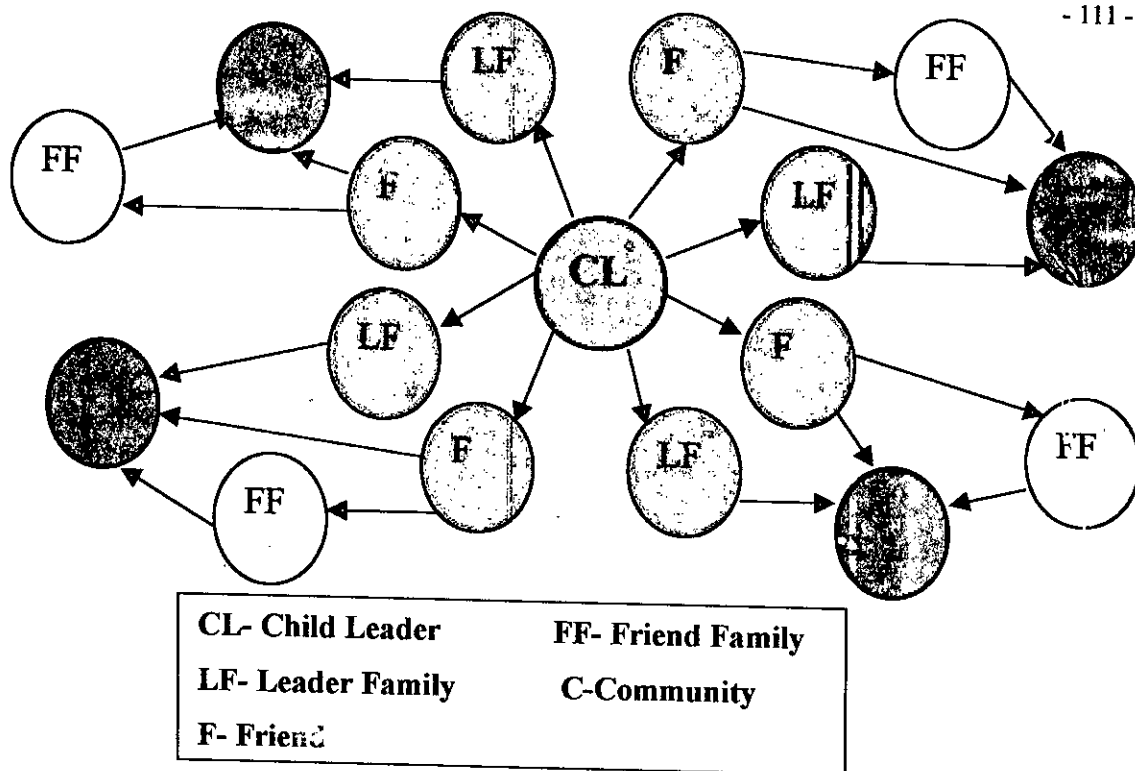 - 111 -
LF
F
FF
FF
F
LF
CL
LF
F
F
LF
FF
FF
CL- Child Leader FF- Friend Family
LF- Leader Family C-Community
F- Friend